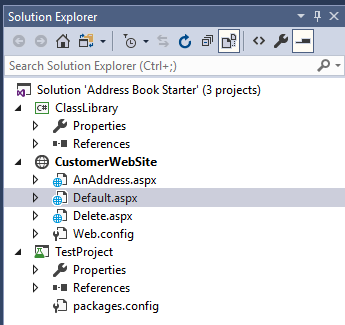 Solution Explorer
Search Solution Explorer (Ctrl+;)
Solution 'Address Book Starter' (3 projects)
C# ClassLibrary
Properties
References
CustomerWebSite
AnAddress.aspx
Default.aspx
Delete.aspx
Web.config
TestProject
Properties
References
packages.config